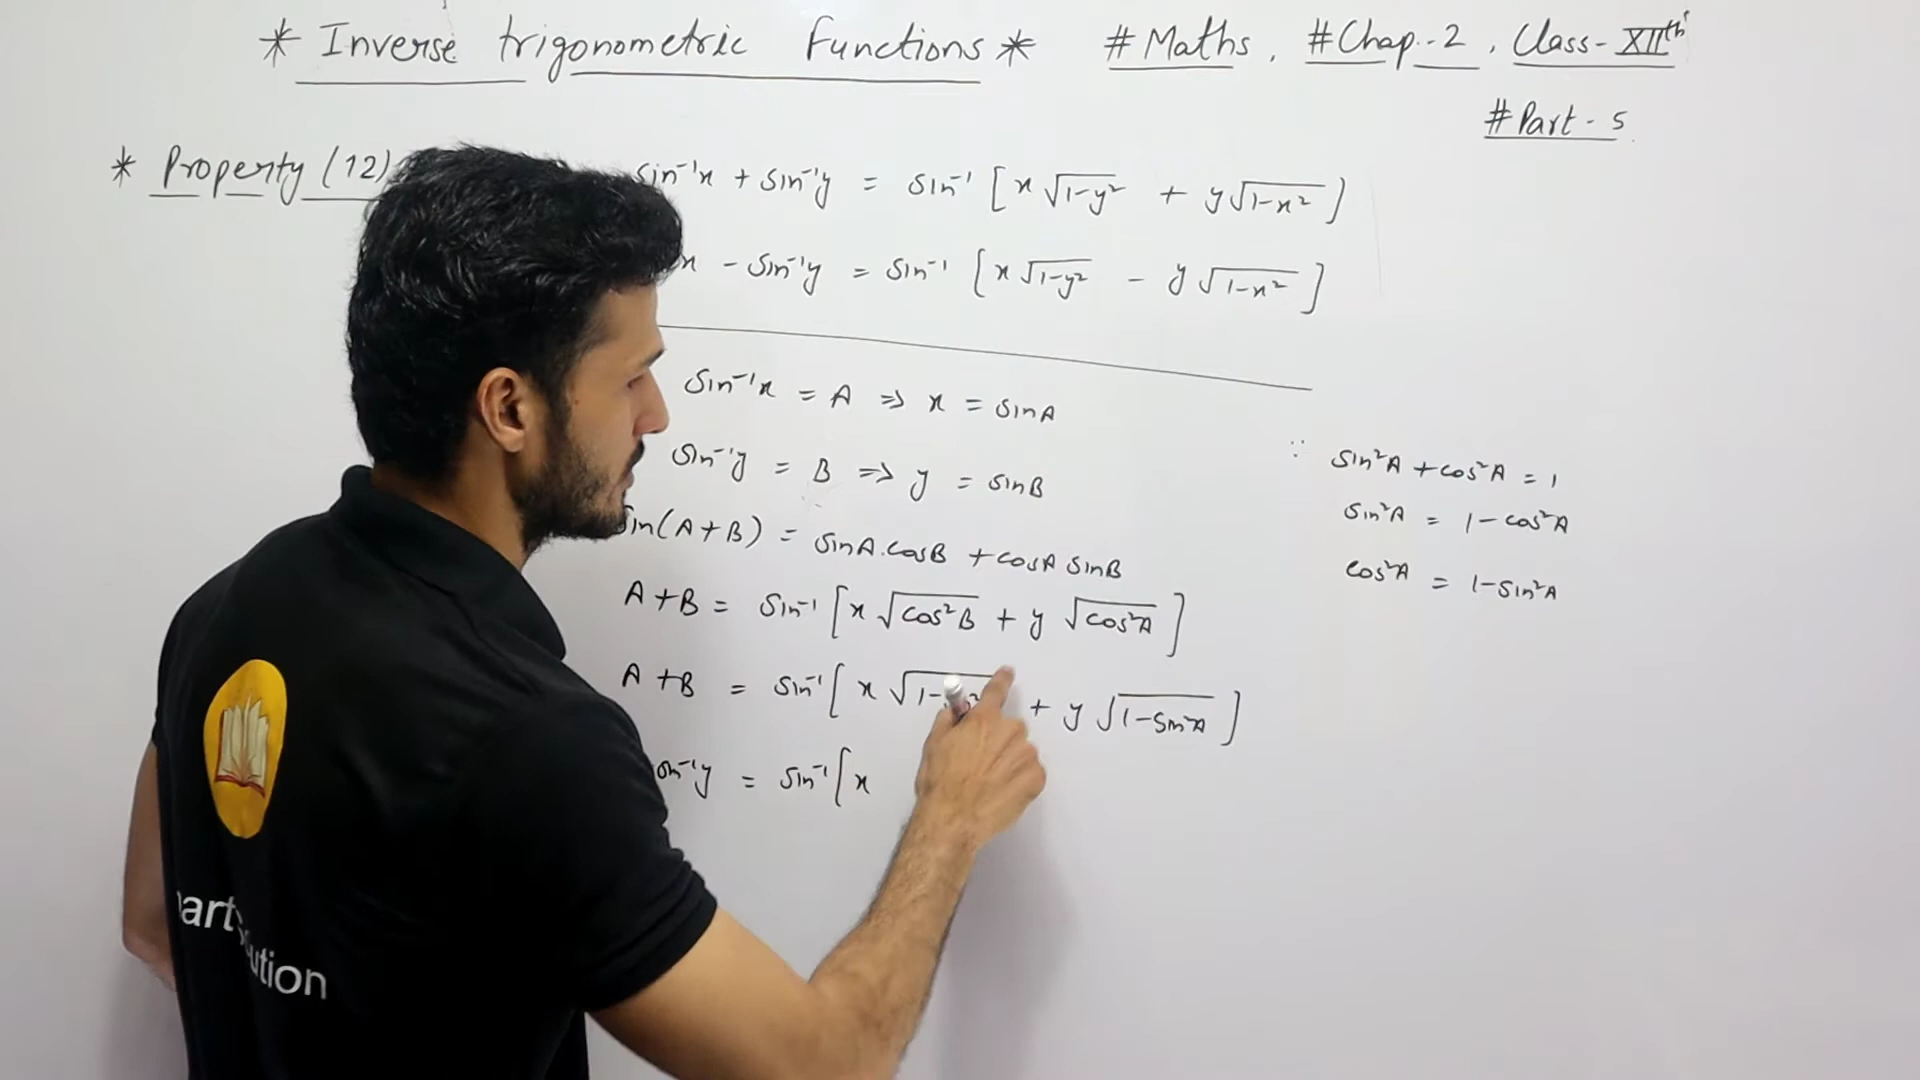 * Inverse trigonometric Functions * # Maths , # Chap.-2 , Class-XIIth
# Part-5
* Property (12)
sin⁻¹x + sin⁻¹y = sin⁻¹ [x √1-y² + y√1-x²]
x - sin⁻¹y = sin⁻¹ [x √1-y² - y √1-x²]
sin⁻¹x = A ⇒ x = sinA
sin⁻¹y = B ⇒ y = sinB
sin(A+B) = sinA.cosB + cosA sinB
A+B = sin⁻¹ [x √cos²B + y √cos²A]
A+B = sin⁻¹ [x √1- + y √1-sin²A]
sin⁻¹y = sin⁻¹ [x
∵ sin²A + cos²A = 1
sin²A = 1-cos²A
cos²A = 1-sin²A